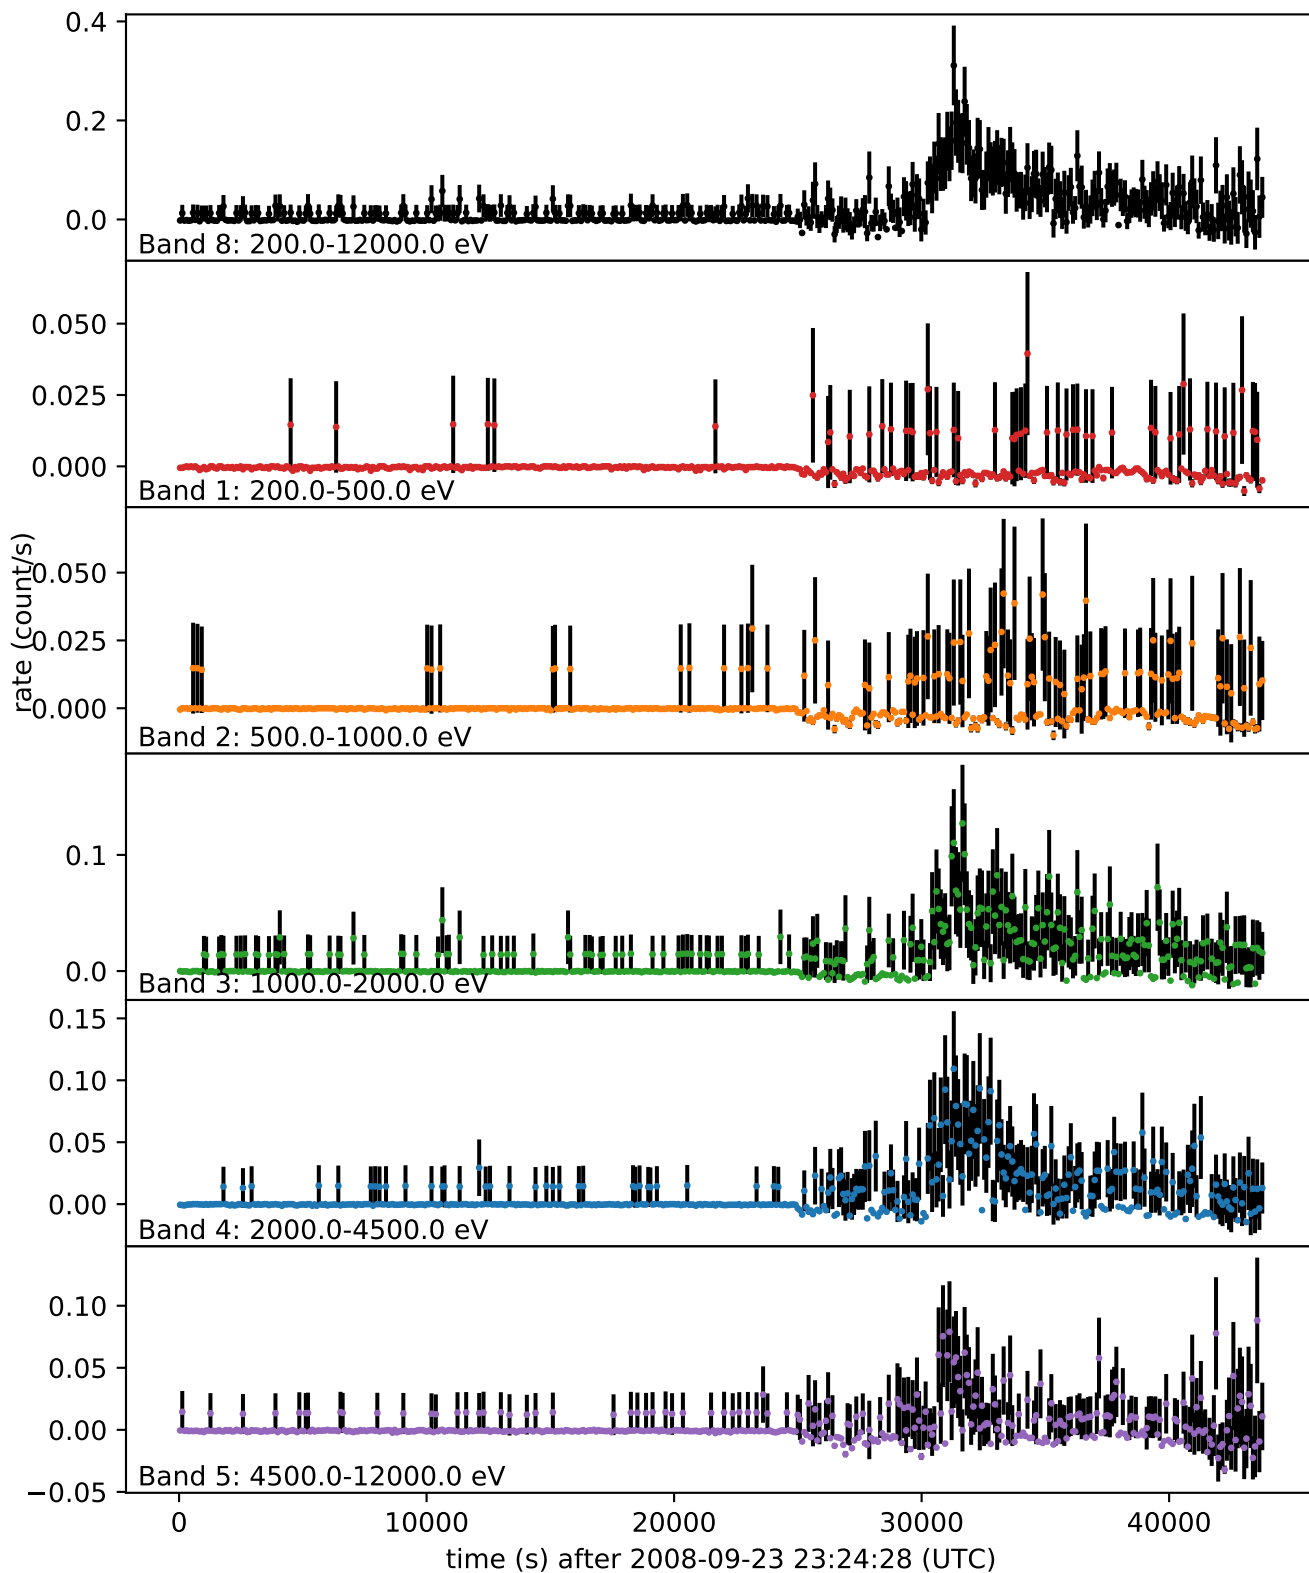 0.4
0.2
0.0
Band 8: 200.0-12000.0 eV
0.050
0.025
0.000
Band 1: 200.0-500.0 eV
rate (count/s)
0.050
0.025
0.000
Band 2: 500.0-1000.0 eV
0.1
0.0
Band 3: 1000.0-2000.0 eV
0.15
0.10
0.05
0.00
Band 4: 2000.0-4500.0 eV
0.10
0.05
0.00
−0.05
Band 5: 4500.0-12000.0 eV
0 10000 20000 30000 40000
time (s) after 2008-09-23 23:24:28 (UTC)